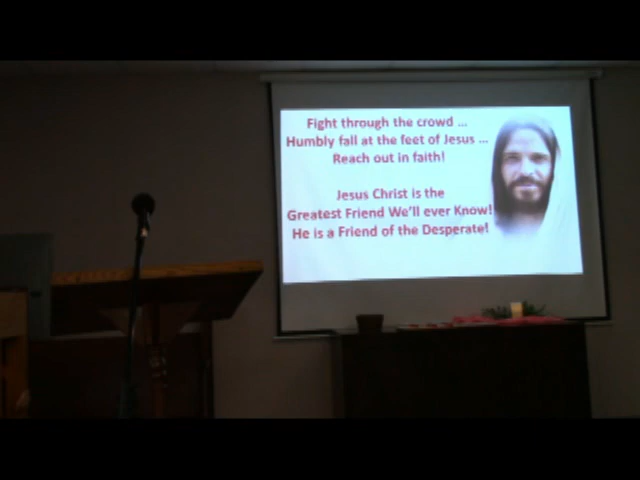 Fight through the crowd ...
Humbly fall at the feet of Jesus ...
Reach out in faith!
Jesus Christ is the
Greatest Friend We'll ever Know!
He is a Friend of the Desperate!